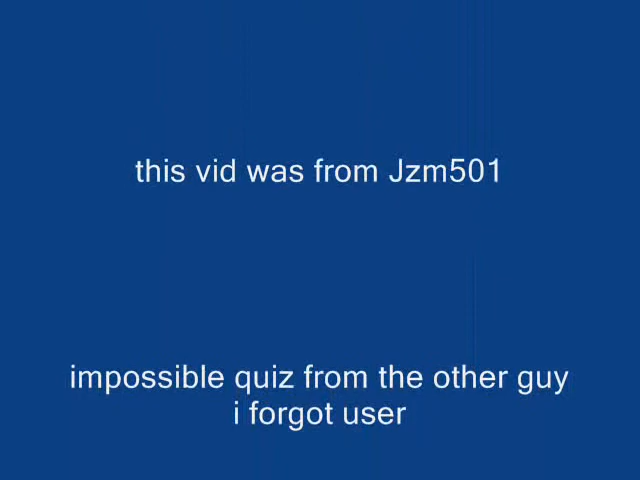 this vid was from Jzm501
impossible quiz from the other guy
i forgot user